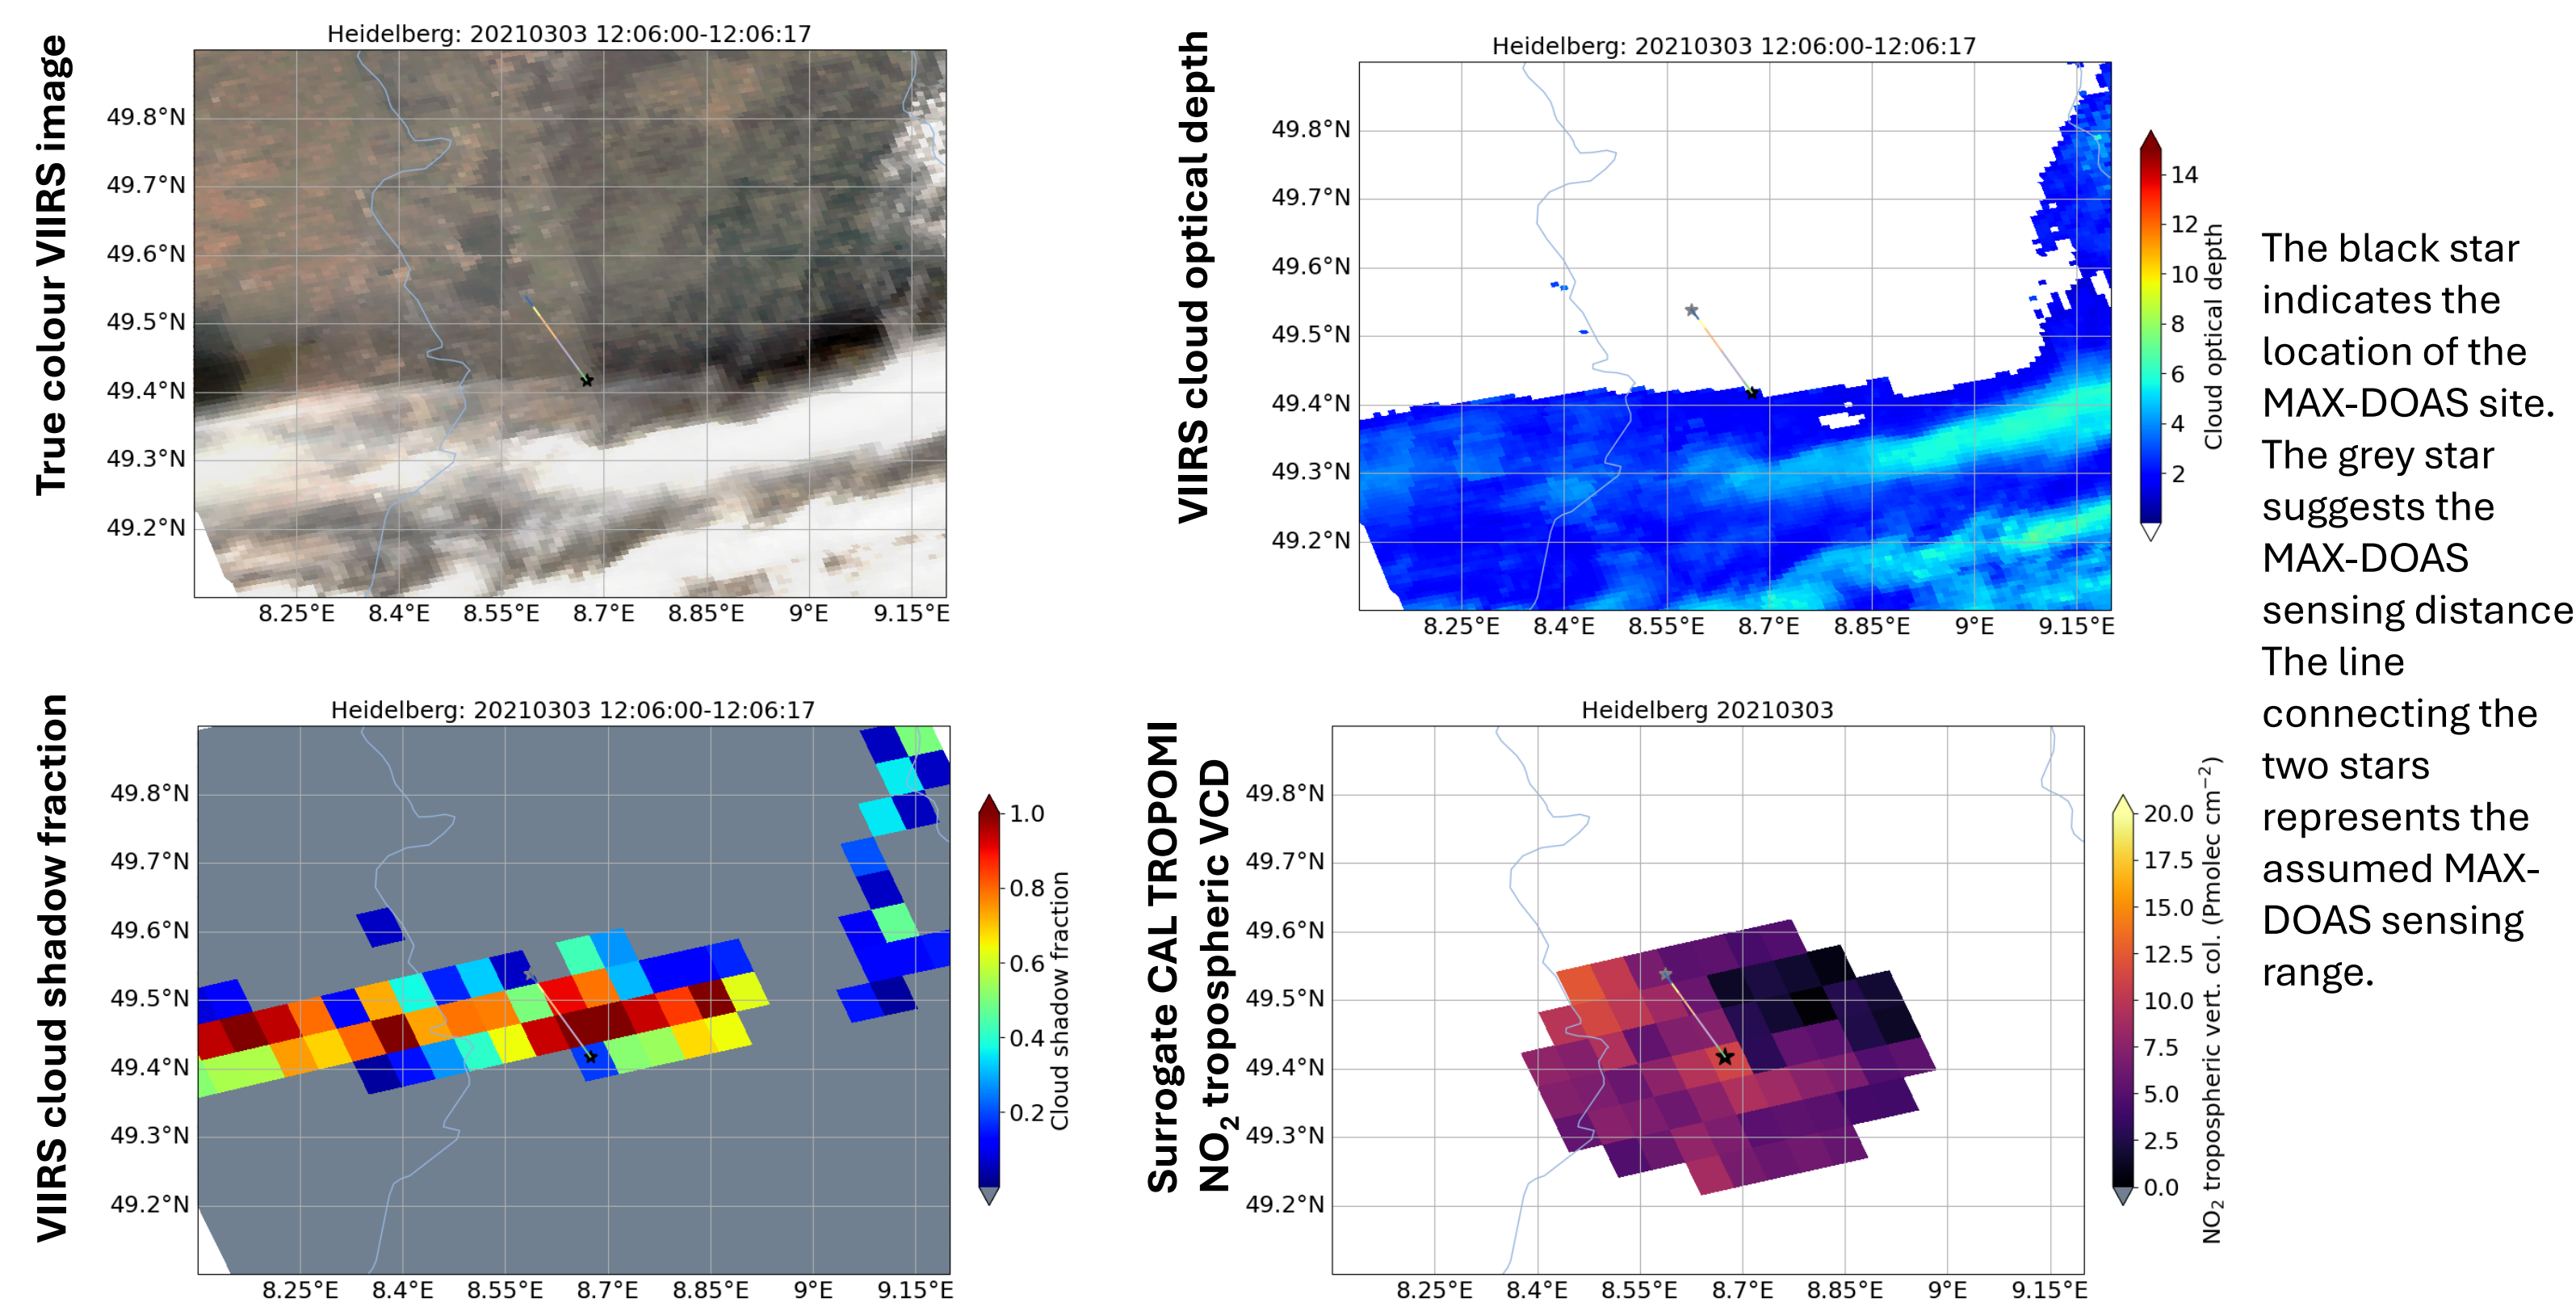 True colour VIIRS image
Heidelberg: 20210303 12:06:00-12:06:17
49.8°N
49.7°N
49.6°N
49.5°N
49.4°N
49.3°N
49.2°N
8.25°E 8.4°E 8.55°E 8.7°E 8.85°E 9°E 9.15°E
VIIRS cloud optical depth
Heidelberg: 20210303 12:06:00-12:06:17
49.8°N
49.7°N
49.6°N
49.5°N
49.4°N
49.3°N
49.2°N
8.25°E 8.4°E 8.55°E 8.7°E 8.85°E 9°E 9.15°E
14
12
10
8
6
4
2
Cloud optical depth
VIIRS cloud shadow fraction
Heidelberg: 20210303 12:06:00-12:06:17
49.8°N
49.7°N
49.6°N
49.5°N
49.4°N
49.3°N
49.2°N
8.25°E 8.4°E 8.55°E 8.7°E 8.85°E 9°E 9.15°E
1.0
0.8
0.6
0.4
0.2
Cloud shadow fraction
Surrogate CAL TROPOMI
NO₂ tropospheric VCD
Heidelberg 20210303
49.8°N
49.7°N
49.6°N
49.5°N
49.4°N
49.3°N
49.2°N
8.25°E 8.4°E 8.55°E 8.7°E 8.85°E 9°E 9.15°E
20.0
17.5
15.0
12.5
10.0
7.5
5.0
2.5
0.0
NO₂ tropospheric vert. col. (Pmolec cm⁻²)
The black star
indicates the
location of the
MAX-DOAS site.
The grey star
suggests the
MAX-DOAS
sensing distance
The line
connecting the
two stars
represents the
assumed MAX-
DOAS sensing
range.